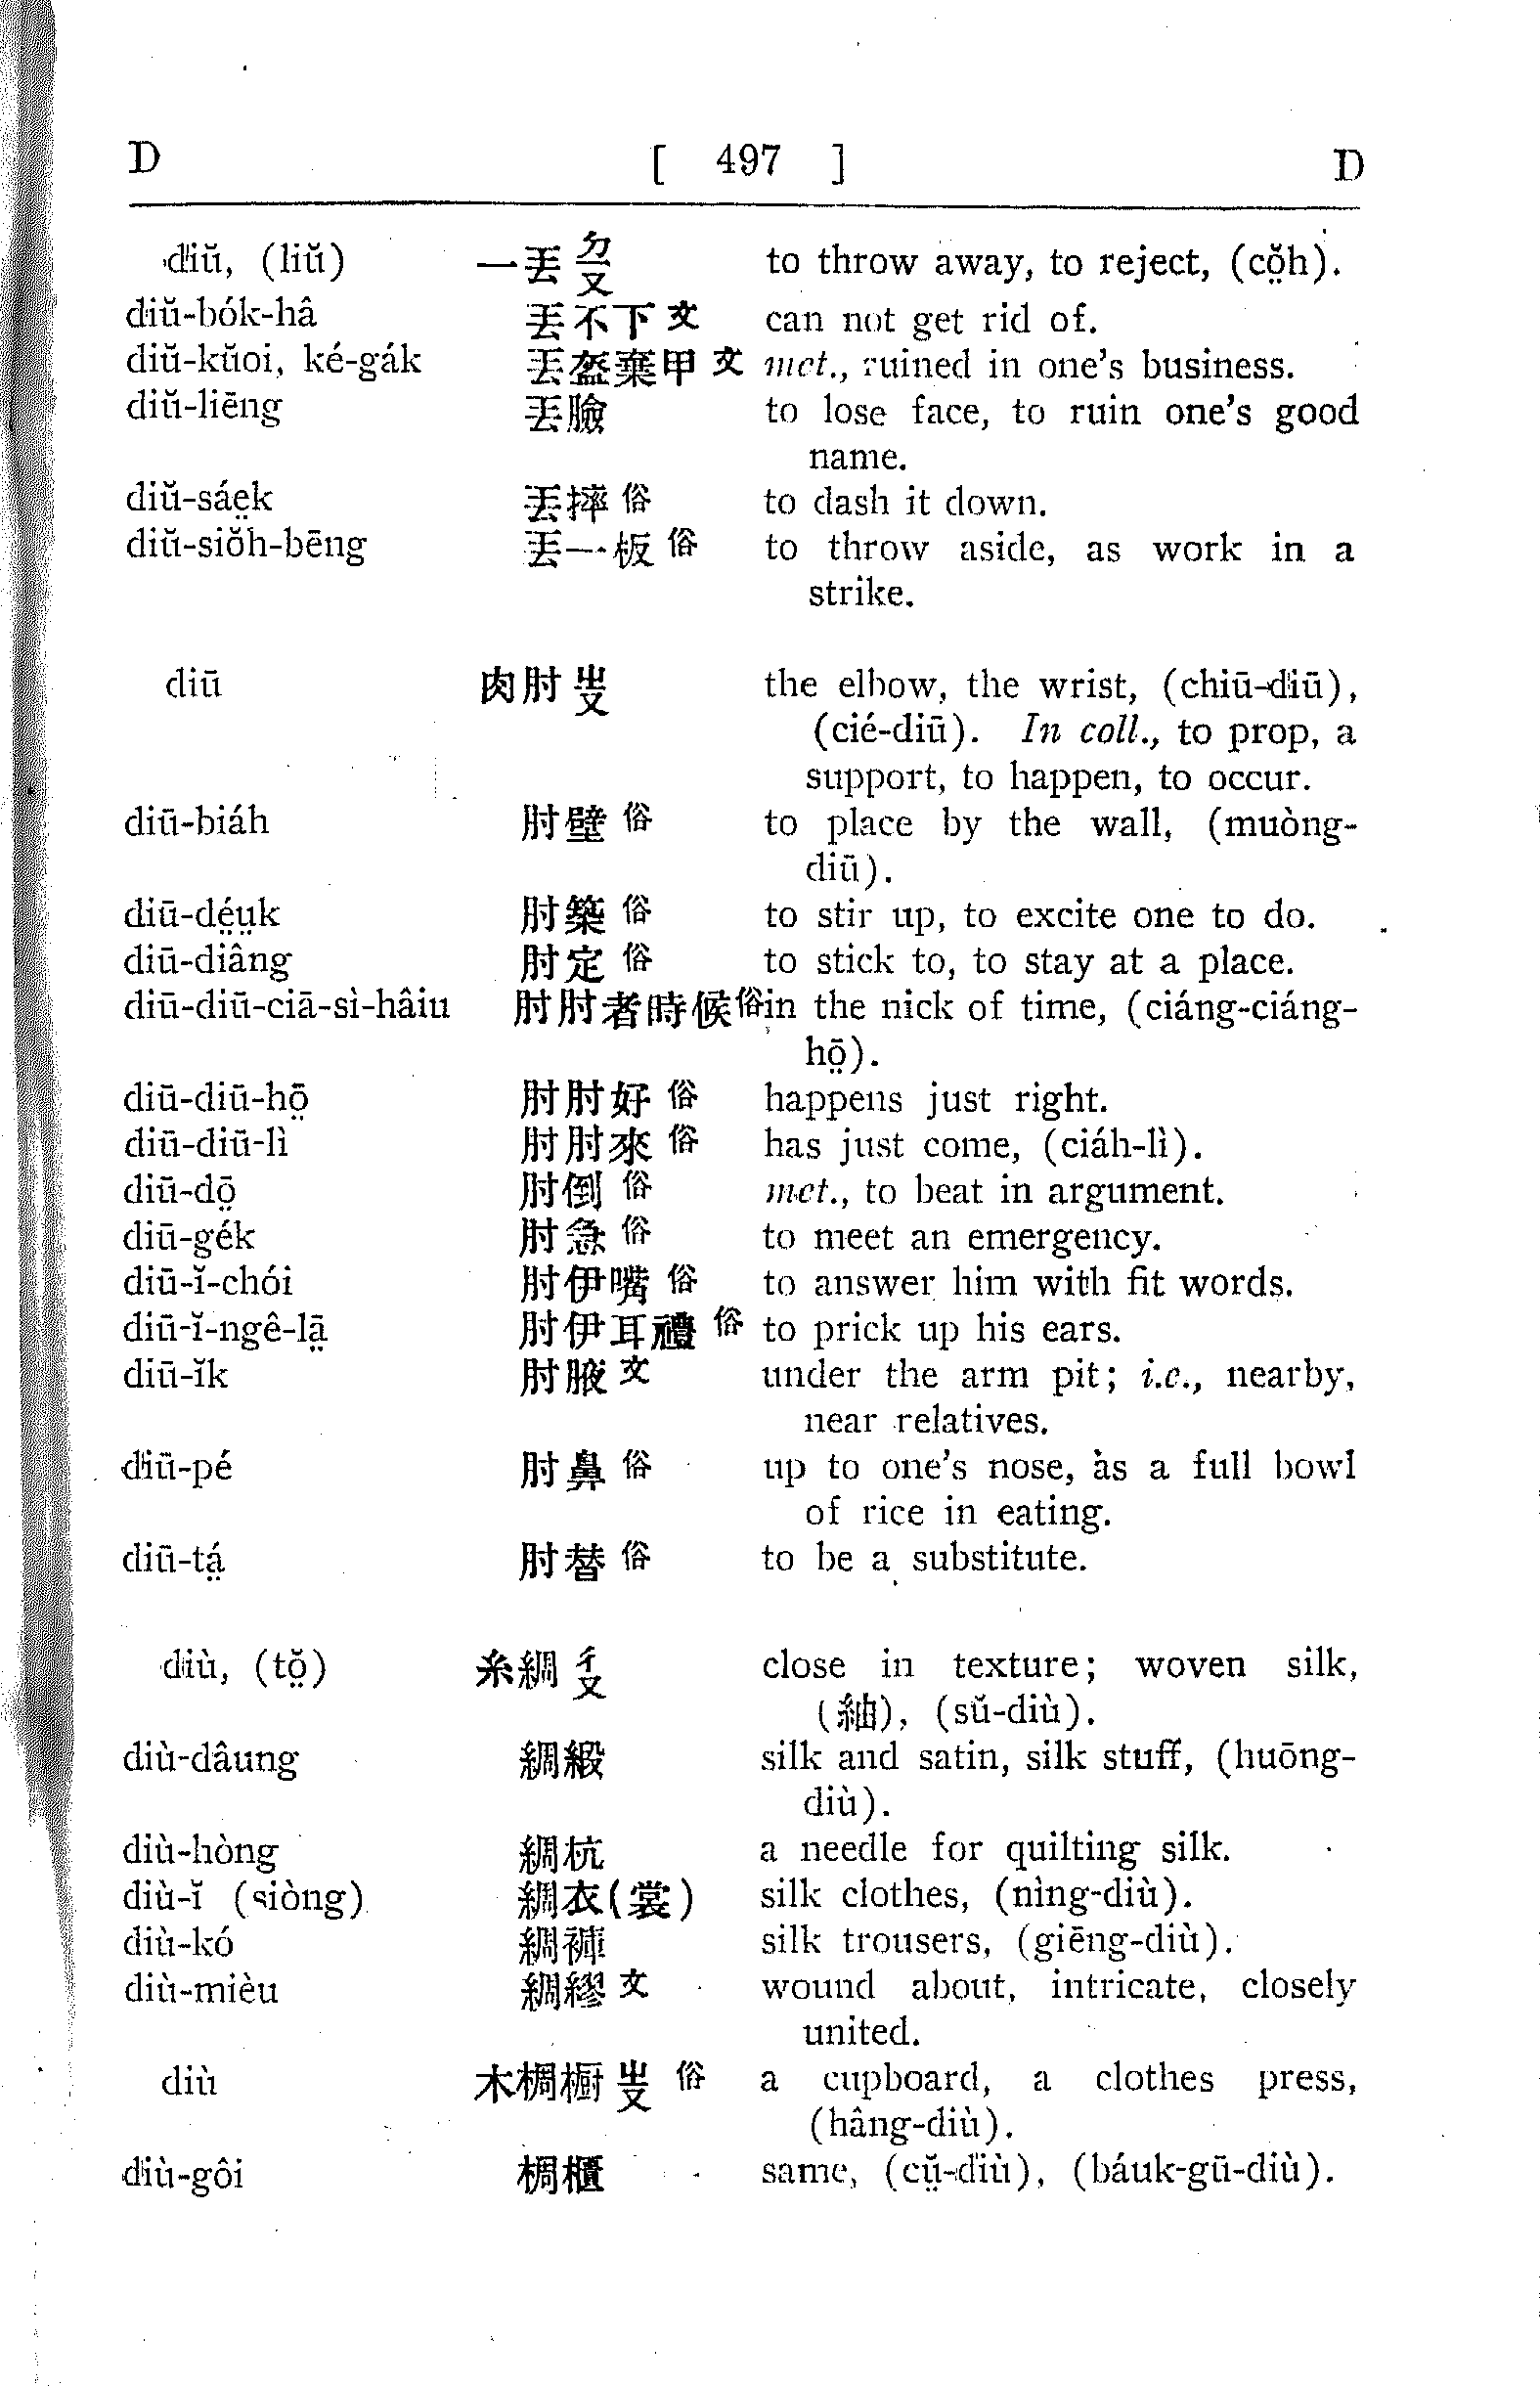 D [ 497 ] D
diŭ, (liŭ) 一丟 ㄉㄡ to throw away, to reject, (cŏ̤h).
diŭ-bók-hâ 丟不下 文 can not get rid of.
diŭ-kŭoi, ké-gák 丟盔棄甲 文 met., ruined in one's business.
diŭ-liēng 丟臉 to lose face, to ruin one's good
name.
diŭ-sáe̤k 丟摔 俗 to dash it down.
diŭ-siŏh-bēng 丟一板 俗 to throw aside, as work in a
strike.
diū 肉肘 ㄓㄡ the elbow, the wrist, (chiū-diū),
(cié-diū). In coll., to prop, a
support, to happen, to occur.
diū-biáh 肘壁 俗 to place by the wall, (muòng-
diū).
diū-dé̤ṳk 肘築 俗 to stir up, to excite one to do.
diū-diâng 肘定 俗 to stick to, to stay at a place.
diū-diū-ciā-sì-hâiu 肘肘者時候 俗 in the nick of time, (ciáng-ciáng-
hō̤).
diū-diū-hō̤ 肘肘好 俗 happens just right.
diū-diū-lì 肘肘來 俗 has just come, (ciáh-lì).
diū-dō̤ 肘倒 俗 met., to beat in argument.
diū-gék 肘急 俗 to meet an emergency.
diū-ĭ-chói 肘伊嘴 俗 to answer him with fit words.
diū-ĭ-ngê-lā̤ 肘伊耳禮 俗 to prick up his ears.
diū-ĭk 肘腋 文 under the arm pit; i.e., nearby,
near relatives.
diū-pé 肘鼻 俗 up to one's nose, as a full bowl
of rice in eating.
diū-tá̤ 肘替 俗 to be a substitute.
diù, (tŏ̤) 糸綢 ㄔㄡ close in texture; woven silk,
(紬), (sŭ-diù).
diù-dâung 綢緞 silk and satin, silk stuff, (huōng-
diù).
diù-hòng 綢杭 a needle for quilting silk.
diù-ĭ (siòng) 綢衣(裳) silk clothes, (nìng-diù).
diù-kó 綢褲 silk trousers, (giēng-diù).
diù-mièu 綢繆 文 wound about, intricate, closely
united.
diù 木椆橱 ㄓㄡ 俗 a cupboard, a clothes press,
(hâng-diù).
diù-gôi 椆櫃 same, (cṳ̆-diù), (báuk-gū-diù).